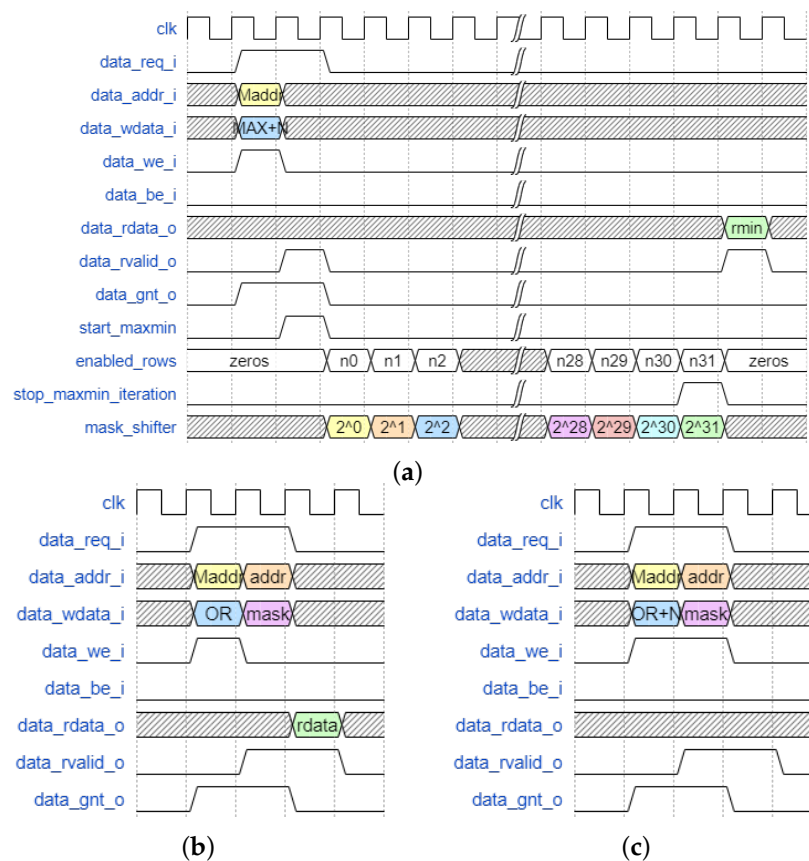 clk
data_req_i
data_addr_i Maddr
data_wdata_i MAX+N
data_we_i
data_be_i
data_rdata_o rmin
data_rvalid_o
data_gnt_o
start_maxmin
enabled_rows zeros n0 n1 n2 n28 n29 n30 n31 zeros
stop_maxmin_iteration
mask_shifter 2^0 2^1 2^2 2^28 2^29 2^30 2^31
(a)
clk
data_req_i
data_addr_i Maddr addr
data_wdata_i OR mask
data_we_i
data_be_i
data_rdata_o rdata
data_rvalid_o
data_gnt_o
(b)
clk
data_req_i
data_addr_i Maddr addr
data_wdata_i OR+N mask
data_we_i
data_be_i
data_rdata_o
data_rvalid_o
data_gnt_o
(c)